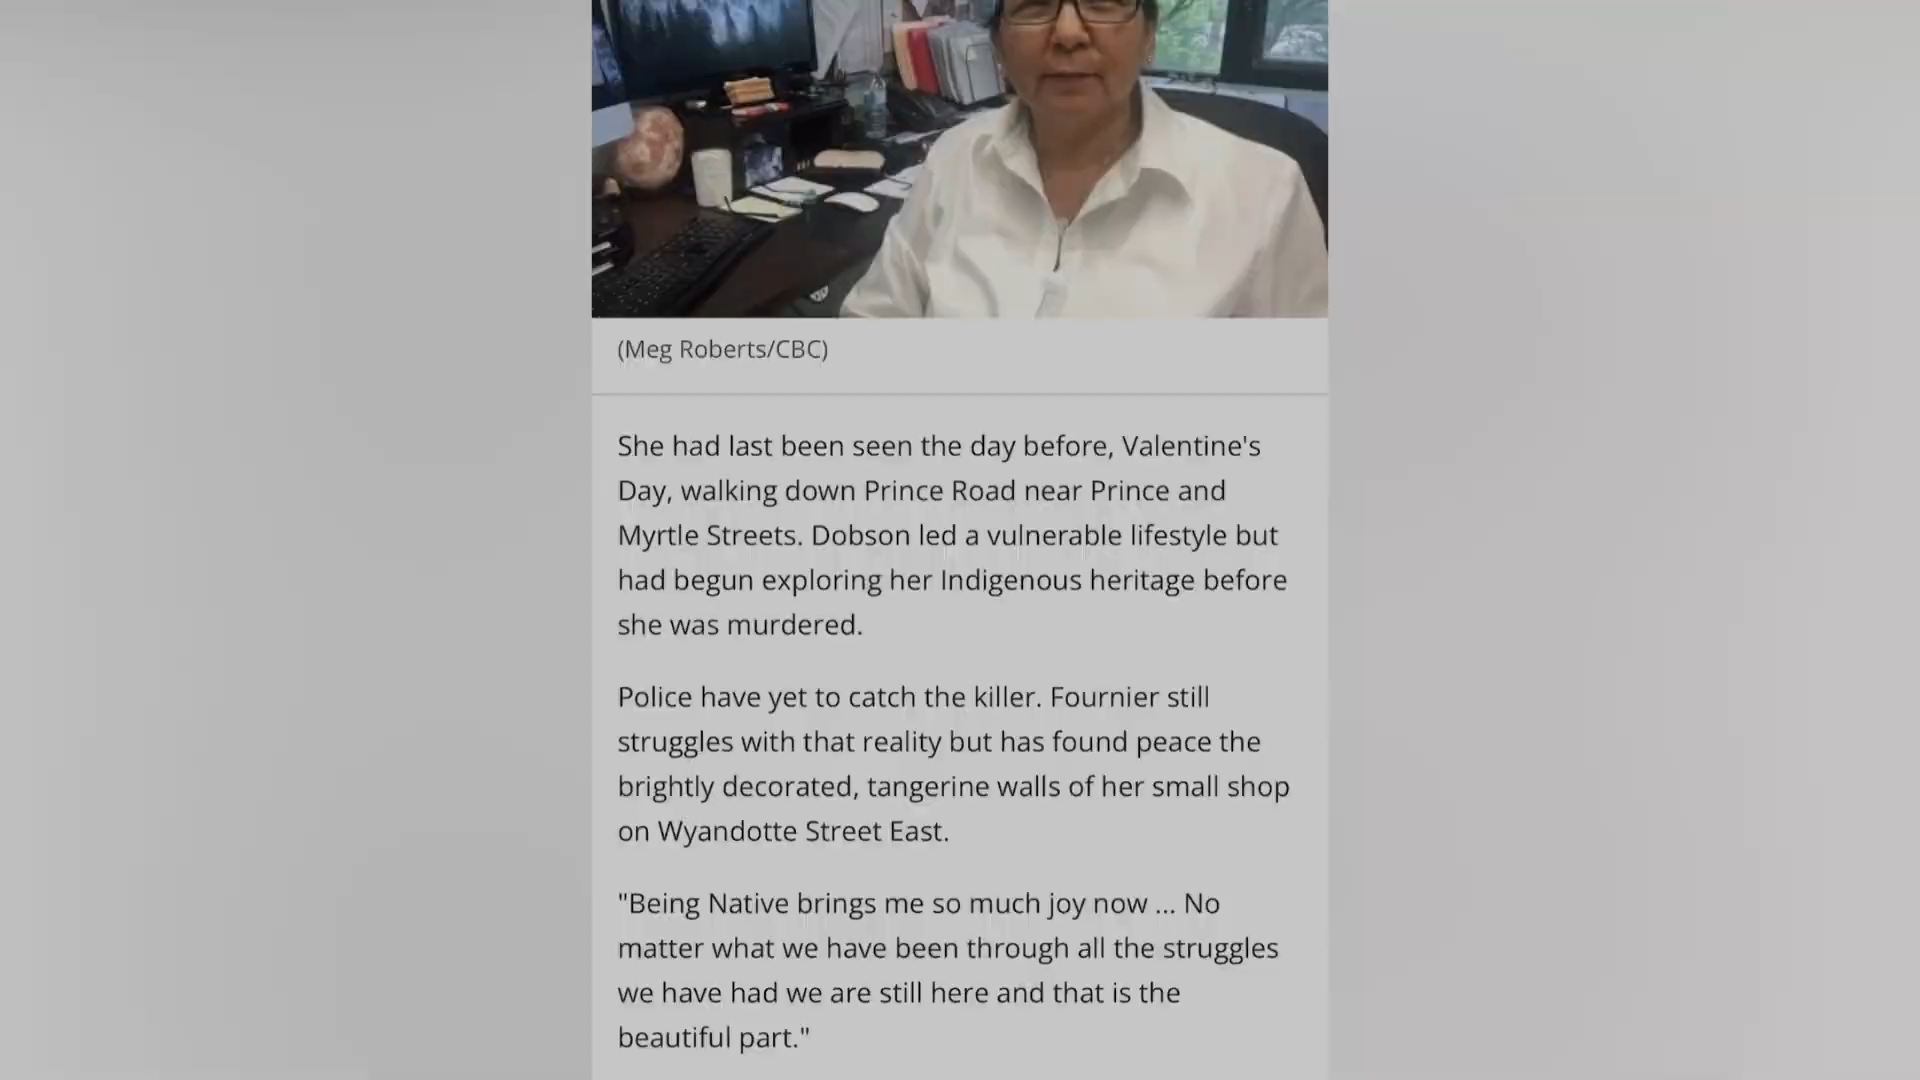 (Meg Roberts/CBC)
She had last been seen the day before, Valentine's
Day, walking down Prince Road near Prince and
Myrtle Streets. Dobson led a vulnerable lifestyle but
had begun exploring her Indigenous heritage before
she was murdered.
Police have yet to catch the killer. Fournier still
struggles with that reality but has found peace the
brightly decorated, tangerine walls of her small shop
on Wyandotte Street East.
"Being Native brings me so much joy now ... No
matter what we have been through all the struggles
we have had we are still here and that is the
beautiful part."